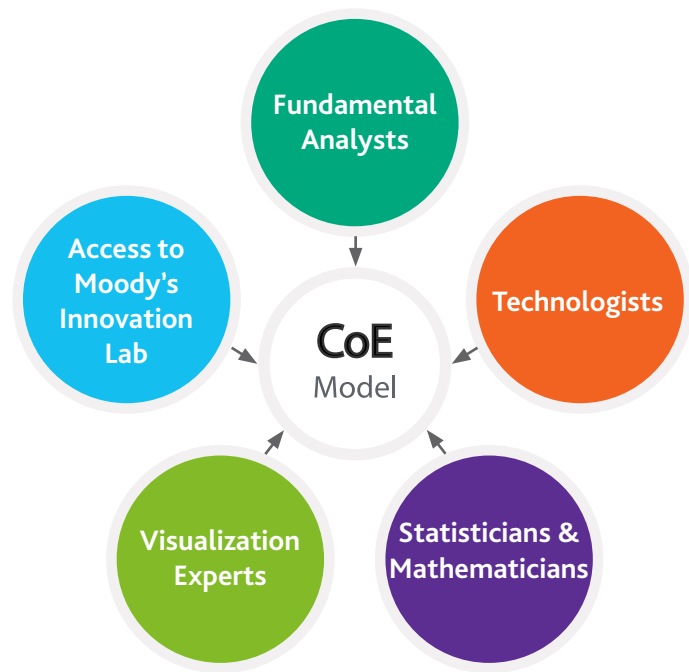 Fundamental
Analysts
Access to
Moody's
Innovation
Lab
Technologists
CoE
Model
Visualization
Experts
Statisticians &
Mathematicians